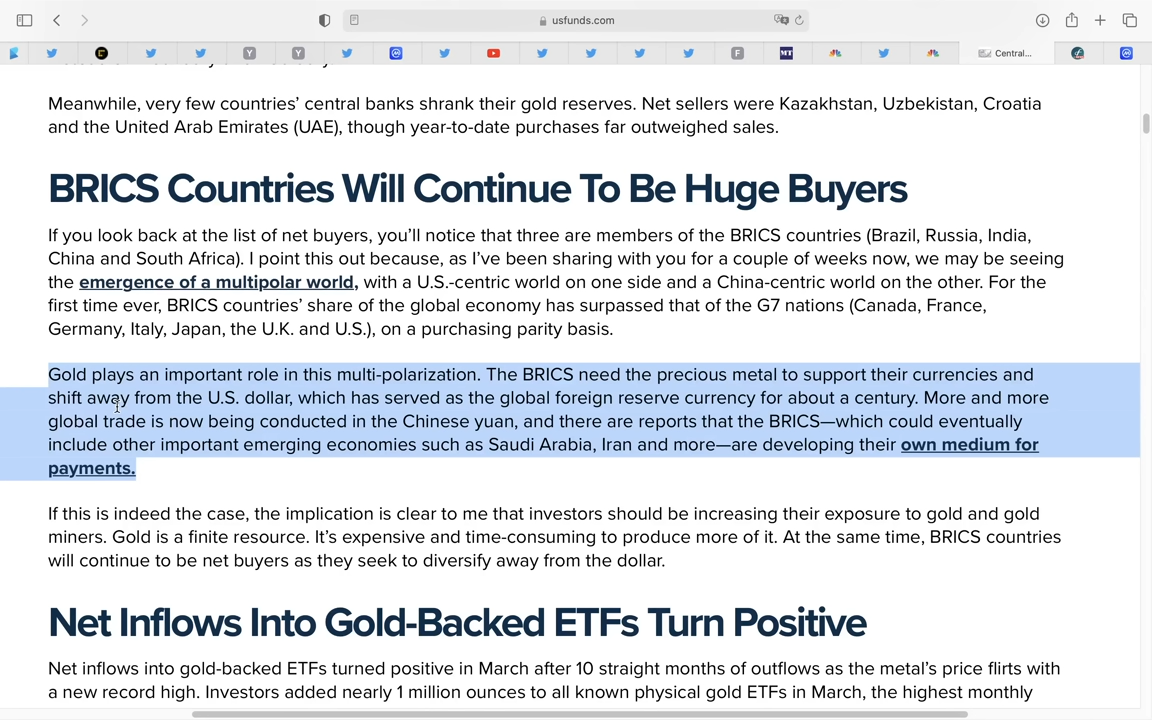 usfunds.com
Central...
Meanwhile, very few countries’ central banks shrank their gold reserves. Net sellers were Kazakhstan, Uzbekistan, Croatia
and the United Arab Emirates (UAE), though year-to-date purchases far outweighed sales.
BRICS Countries Will Continue To Be Huge Buyers
If you look back at the list of net buyers, you’ll notice that three are members of the BRICS countries (Brazil, Russia, India,
China and South Africa). I point this out because, as I’ve been sharing with you for a couple of weeks now, we may be seeing
the emergence of a multipolar world, with a U.S.-centric world on one side and a China-centric world on the other. For the
first time ever, BRICS countries’ share of the global economy has surpassed that of the G7 nations (Canada, France,
Germany, Italy, Japan, the U.K. and U.S.), on a purchasing parity basis.
Gold plays an important role in this multi-polarization. The BRICS need the precious metal to support their currencies and
shift away from the U.S. dollar, which has served as the global foreign reserve currency for about a century. More and more
global trade is now being conducted in the Chinese yuan, and there are reports that the BRICS—which could eventually
include other important emerging economies such as Saudi Arabia, Iran and more—are developing their own medium for
payments.
If this is indeed the case, the implication is clear to me that investors should be increasing their exposure to gold and gold
miners. Gold is a finite resource. It’s expensive and time-consuming to produce more of it. At the same time, BRICS countries
will continue to be net buyers as they seek to diversify away from the dollar.
Net Inflows Into Gold-Backed ETFs Turn Positive
Net inflows into gold-backed ETFs turned positive in March after 10 straight months of outflows as the metal’s price flirts with
a new record high. Investors added nearly 1 million ounces to all known physical gold ETFs in March, the highest monthly